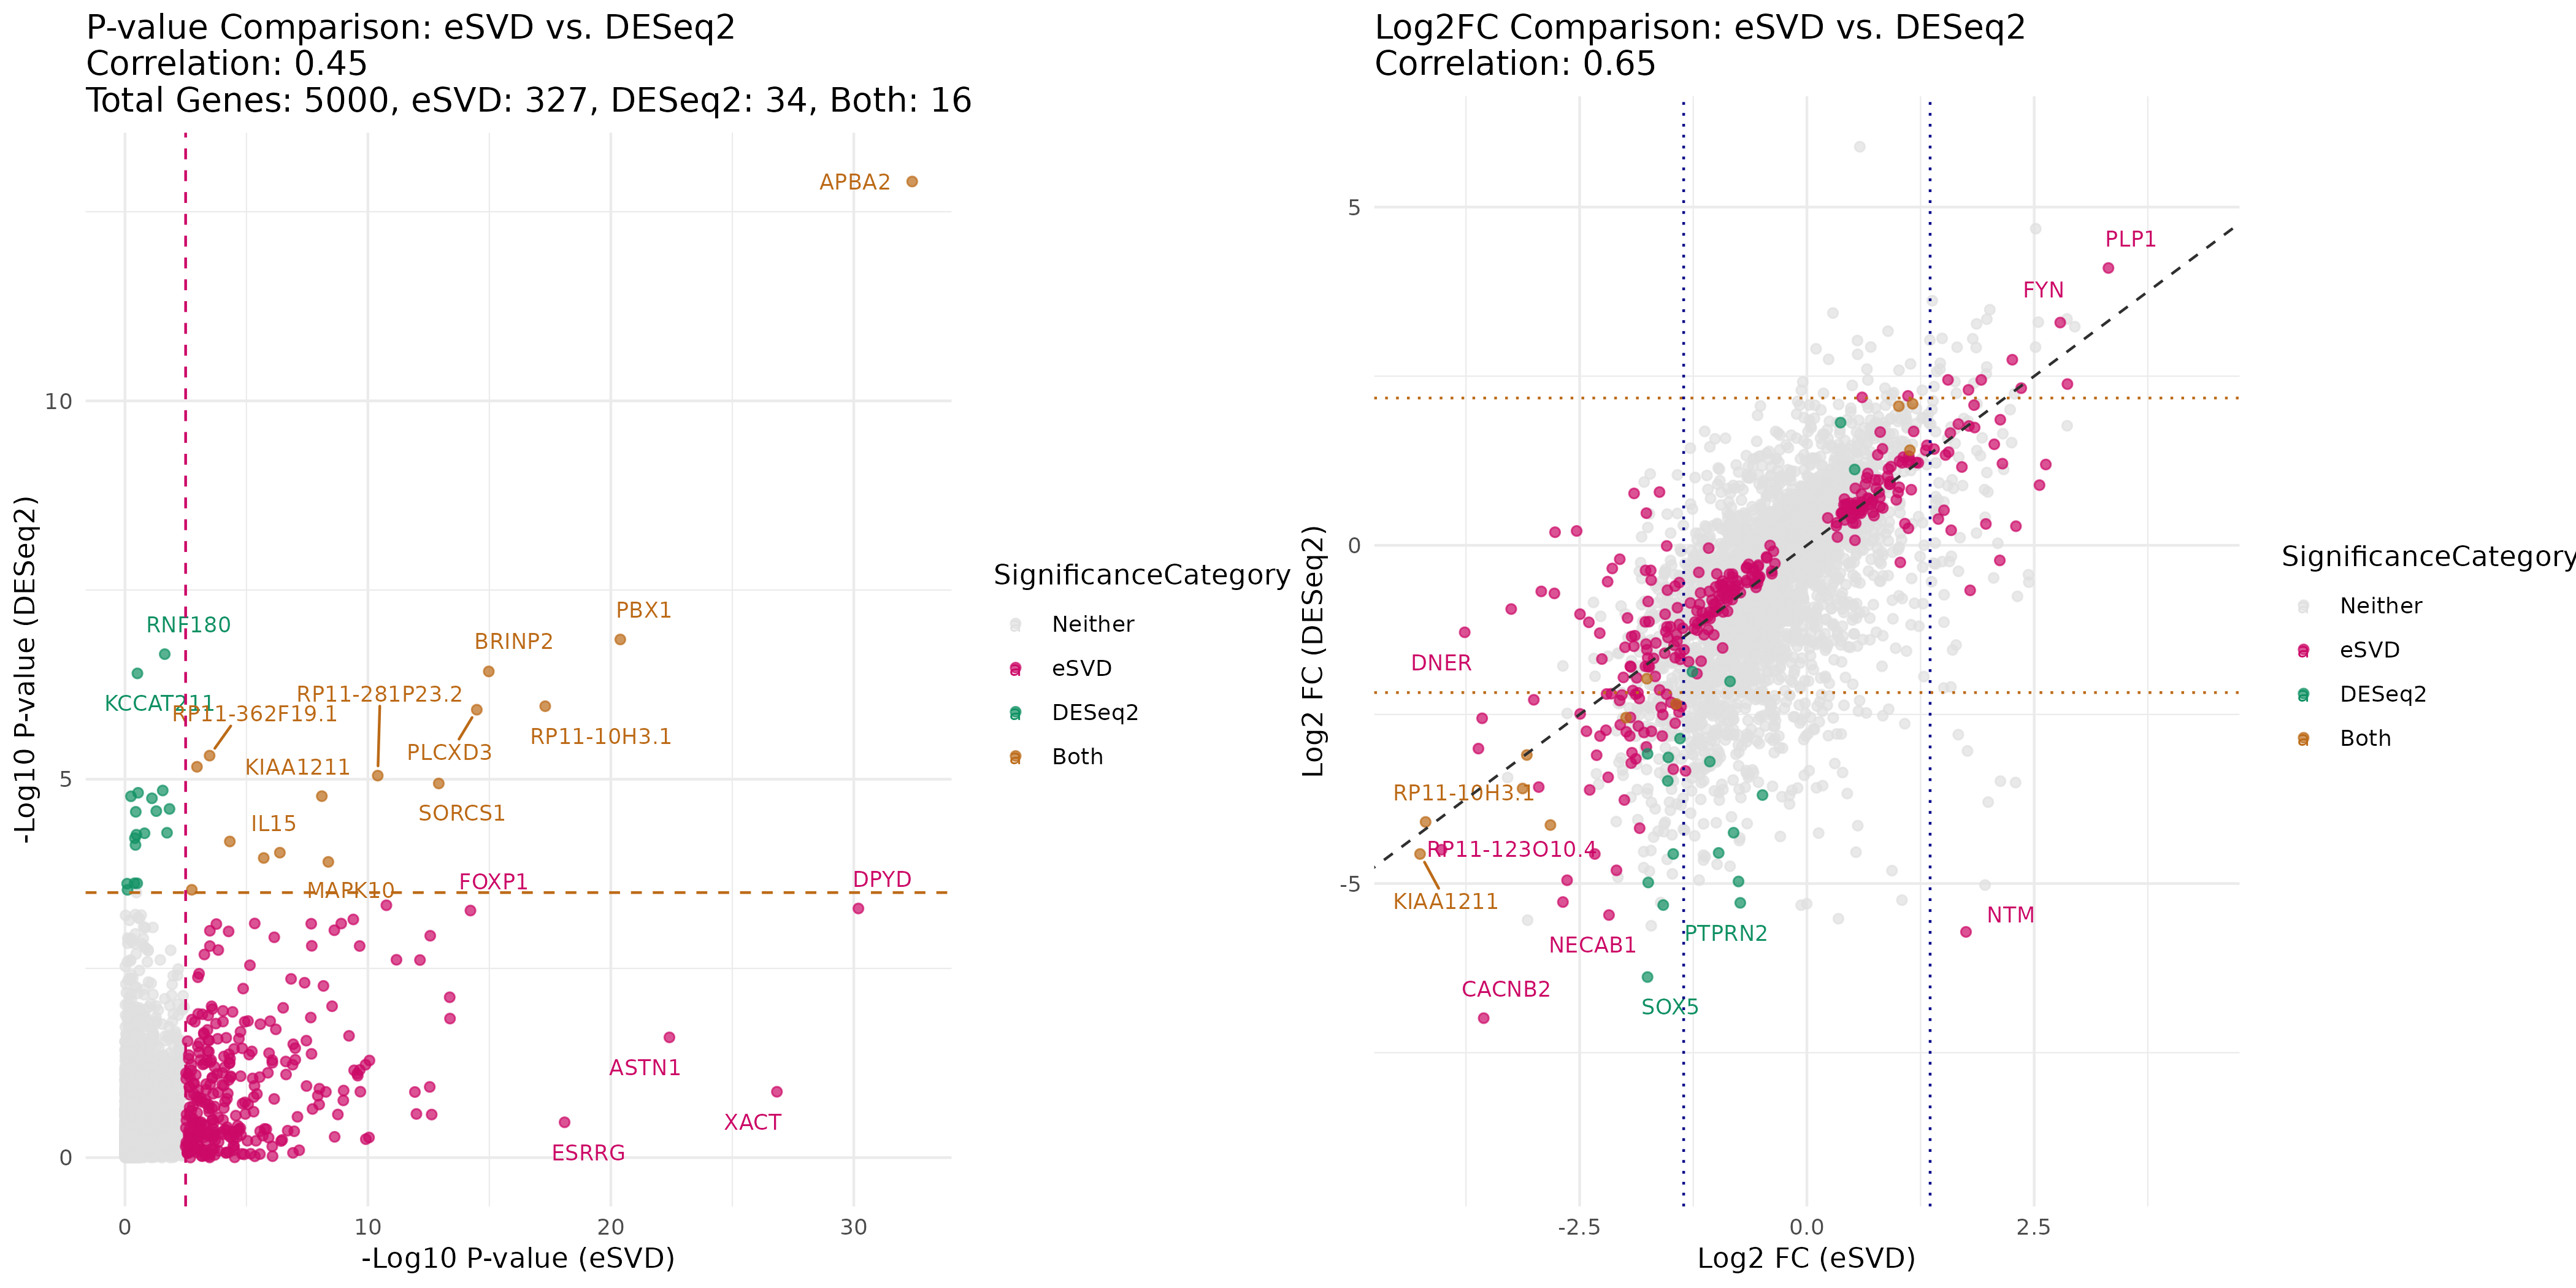 P-value Comparison: eSVD vs. DESeq2
Correlation: 0.45
Total Genes: 5000, eSVD: 327, DESeq2: 34, Both: 16
-Log10 P-value (DESeq2)
10
5
0
APBA2
RNF180
PBX1
BRINP2
KCCAT211
RP11-281P23.2
RP11-362F19.1
RP11-10H3.1
PLCXD3
KIAA1211
SORCS1
IL15
MAPK10
FOXP1
DPYD
ASTN1
XACT
ESRRG
0
10
20
30
-Log10 P-value (eSVD)
SignificanceCategory
Neither
eSVD
DESeq2
Both
Log2FC Comparison: eSVD vs. DESeq2
Correlation: 0.65
Log2 FC (DESeq2)
5
0
-5
PLP1
FYN
DNER
RP11-10H3.1
RP11-123O10.4
KIAA1211
NTM
PTPRN2
NECAB1
CACNB2
SOX5
-2.5
0.0
2.5
Log2 FC (eSVD)
SignificanceCategory
Neither
eSVD
DESeq2
Both